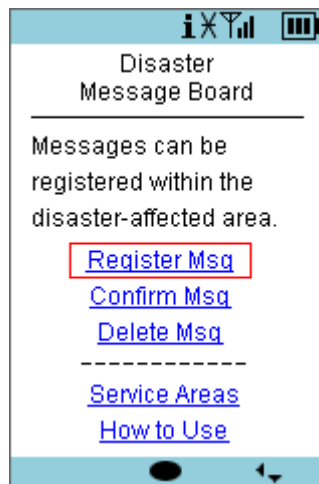 Disaster
Message Board
Messages can be
registered within the
disaster-affected area.
Register Msg
Confirm Msg
Delete Msg
------------
Service Areas
How to Use